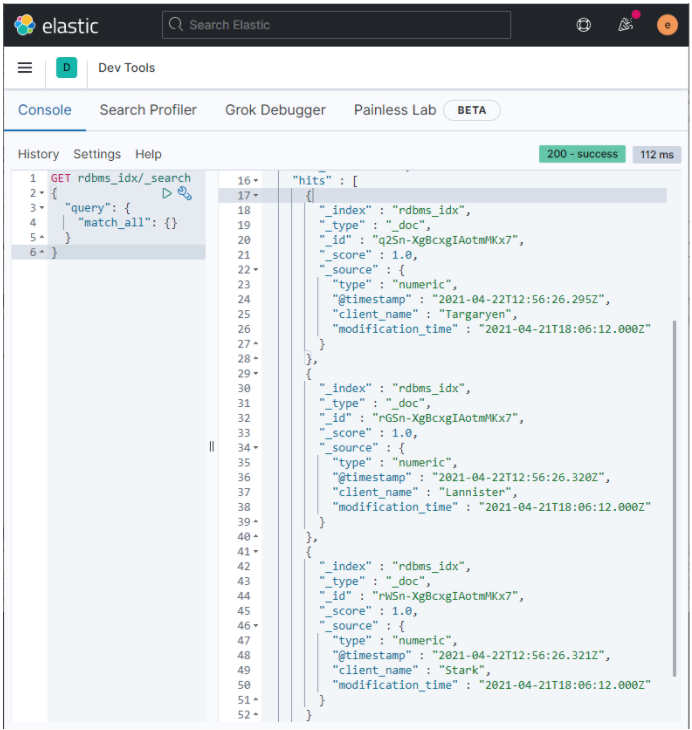 elastic
Search Elastic
e
D
Dev Tools
Console Search Profiler Grok Debugger Painless Lab BETA
History Settings Help
200 - success 112 ms
1 GET rdbms_idx/_search
2 {
3 "query": {
4 "match_all": {}
5 }
6 }
16 "hits" : [
17 {
18 "_index" : "rdbms_idx",
19 "_type" : "_doc",
20 "_id" : "q2Sn-XgBcxgIAotmMKx7",
21 "_score" : 1.0,
22 "_source" : {
23 "type" : "numeric",
24 "@timestamp" : "2021-04-22T12:56:26.295Z",
25 "client_name" : "Targaryen",
26 "modification_time" : "2021-04-21T18:06:12.000Z"
27 }
28 },
29 {
30 "_index" : "rdbms_idx",
31 "_type" : "_doc",
32 "_id" : "rGSn-XgBcxgIAotmMKx7",
33 "_score" : 1.0,
34 "_source" : {
35 "type" : "numeric",
36 "@timestamp" : "2021-04-22T12:56:26.320Z",
37 "client_name" : "Lannister",
38 "modification_time" : "2021-04-21T18:06:12.000Z"
39 }
40 },
41 {
42 "_index" : "rdbms_idx",
43 "_type" : "_doc",
44 "_id" : "rWSn-XgBcxgIAotmMKx7",
45 "_score" : 1.0,
46 "_source" : {
47 "type" : "numeric",
48 "@timestamp" : "2021-04-22T12:56:26.321Z",
49 "client_name" : "Stark",
50 "modification_time" : "2021-04-21T18:06:12.000Z"
51 }
52 }